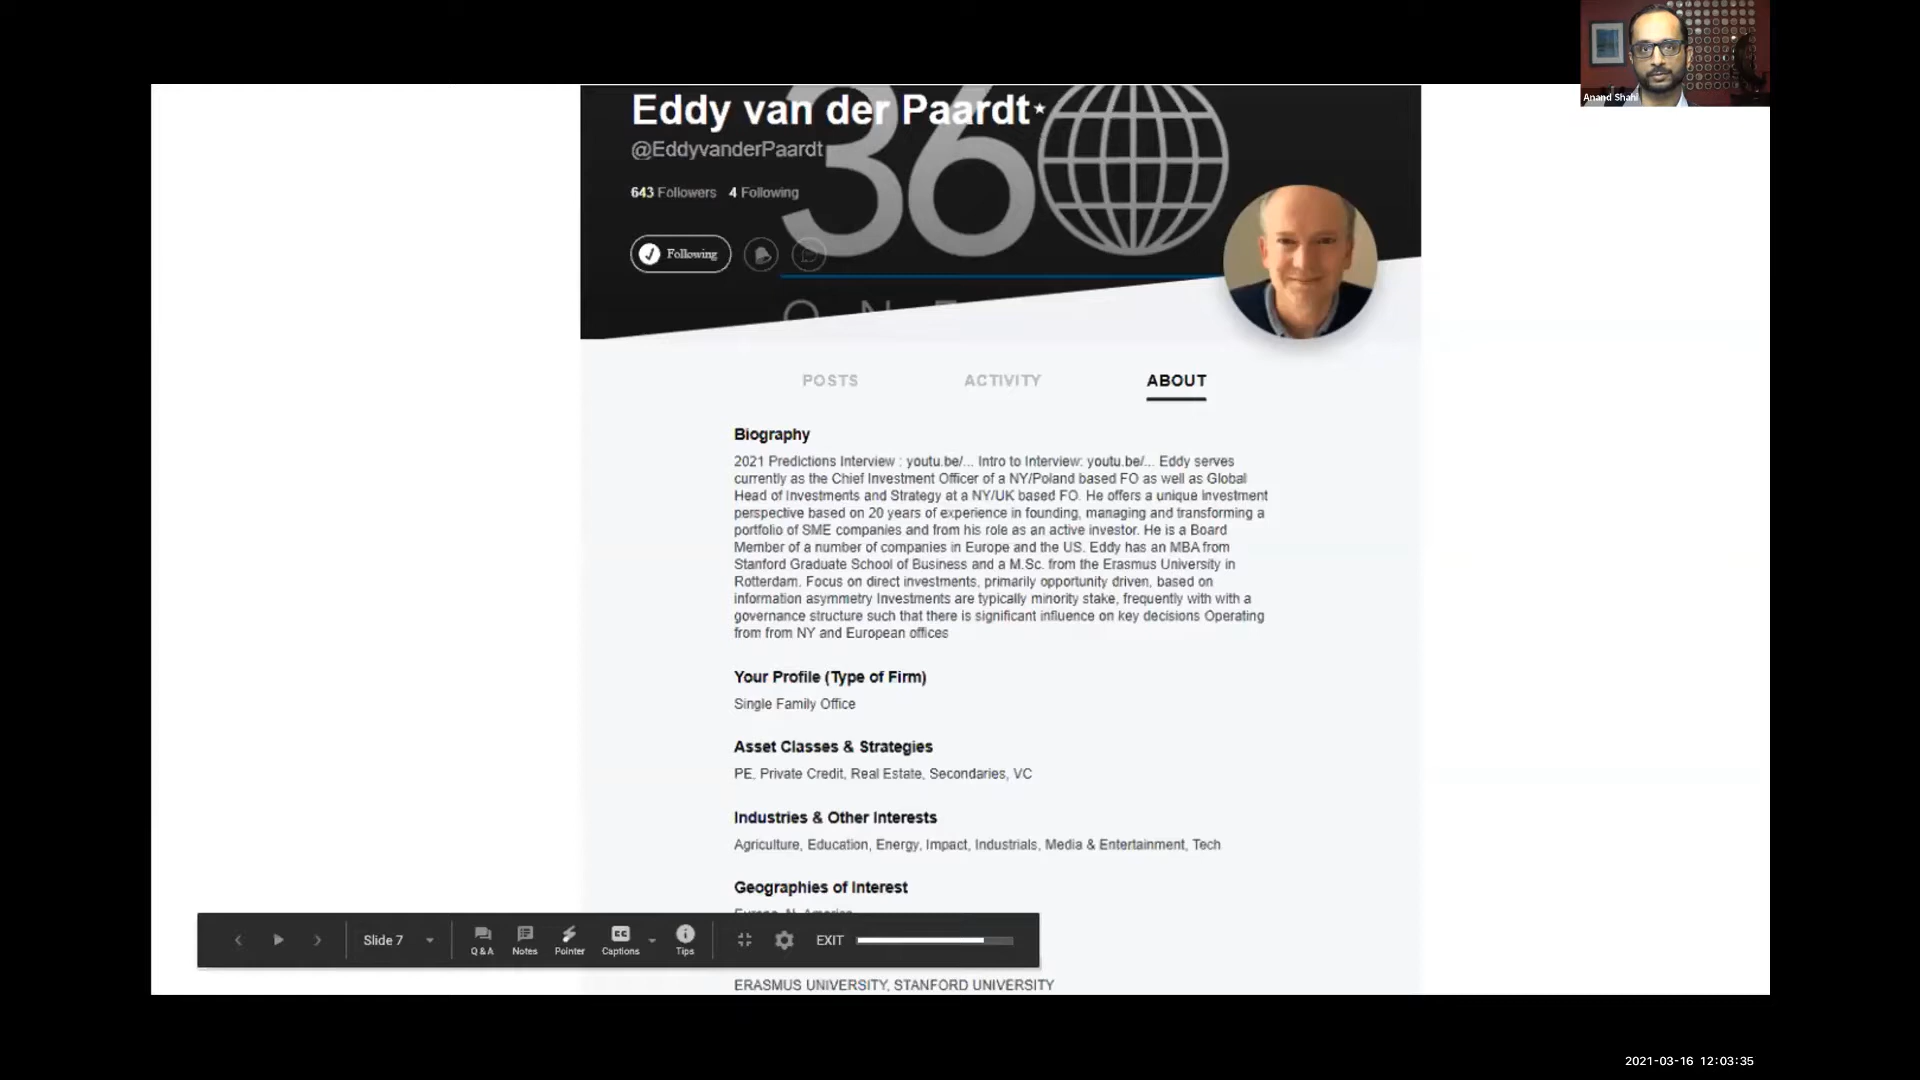 Anand Shah
Eddy van der Paardt
@EddyvanderPaardt
643 Followers 4 Following
Following
360
ONE
POSTS ACTIVITY ABOUT
Biography
2021 Predictions Interview : youtu.be/... Intro to Interview: youtu.be/... Eddy serves
currently as the Chief Investment Officer of a NY/Poland based FO as well as Global
Head of Investments and Strategy at a NY/UK based FO. He offers a unique investment
perspective based on 20 years of experience in founding, managing and transforming a
portfolio of SME companies and from his role as an active investor. He is a Board
Member of a number of companies in Europe and the US. Eddy has an MBA from
Stanford Graduate School of Business and a M.Sc. from the Erasmus University in
Rotterdam. Focus on direct investments, primarily opportunity driven, based on
information asymmetry Investments are typically minority stake, frequently with with a
governance structure such that there is significant influence on key decisions Operating
from from NY and European offices
Your Profile (Type of Firm)
Single Family Office
Asset Classes & Strategies
PE, Private Credit, Real Estate, Secondaries, VC
Industries & Other Interests
Agriculture, Education, Energy, Impact, Industrials, Media & Entertainment, Tech
Geographies of Interest
Europe, N. America
Slide 7 Q & A Notes Pointer CC Captions Tips EXIT
ERASMUS UNIVERSITY, STANFORD UNIVERSITY
2021-03-16 12:03:35